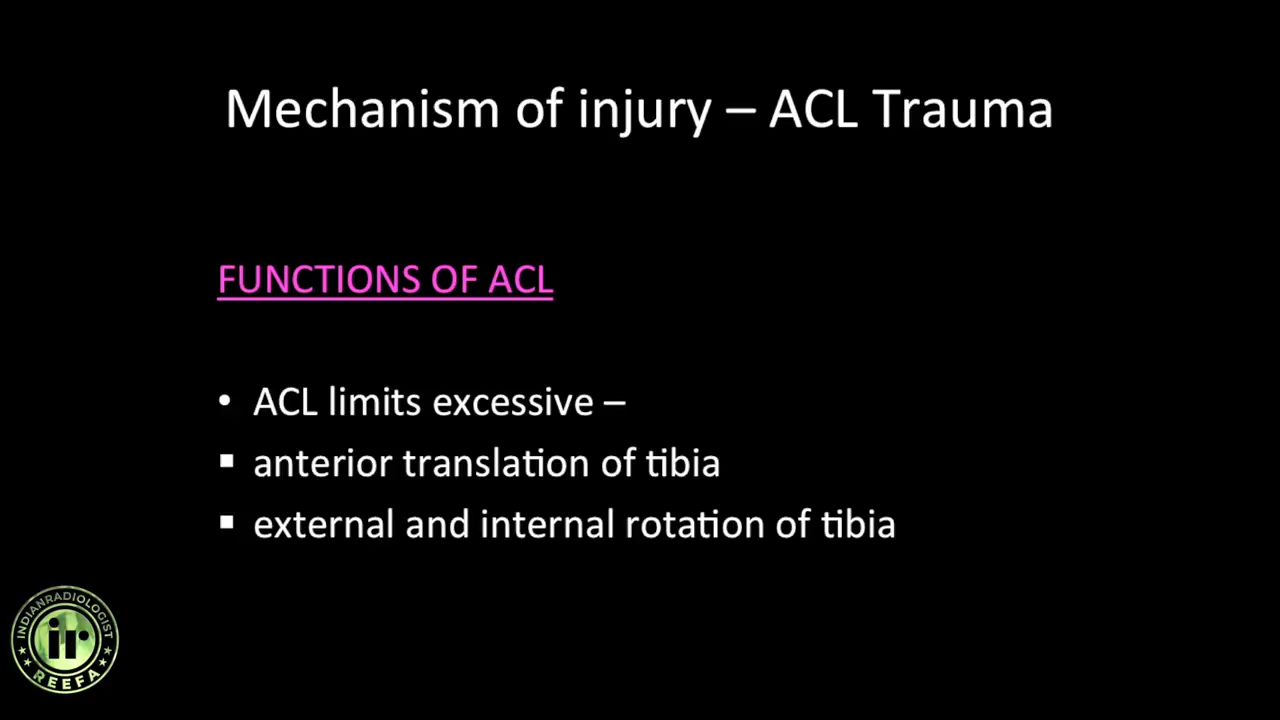 Mechanism of injury – ACL Trauma
FUNCTIONS OF ACL
• ACL limits excessive –
▪ anterior translation of tibia
▪ external and internal rotation of tibia
INDIANRADIOLOGIST
ir
REEFA